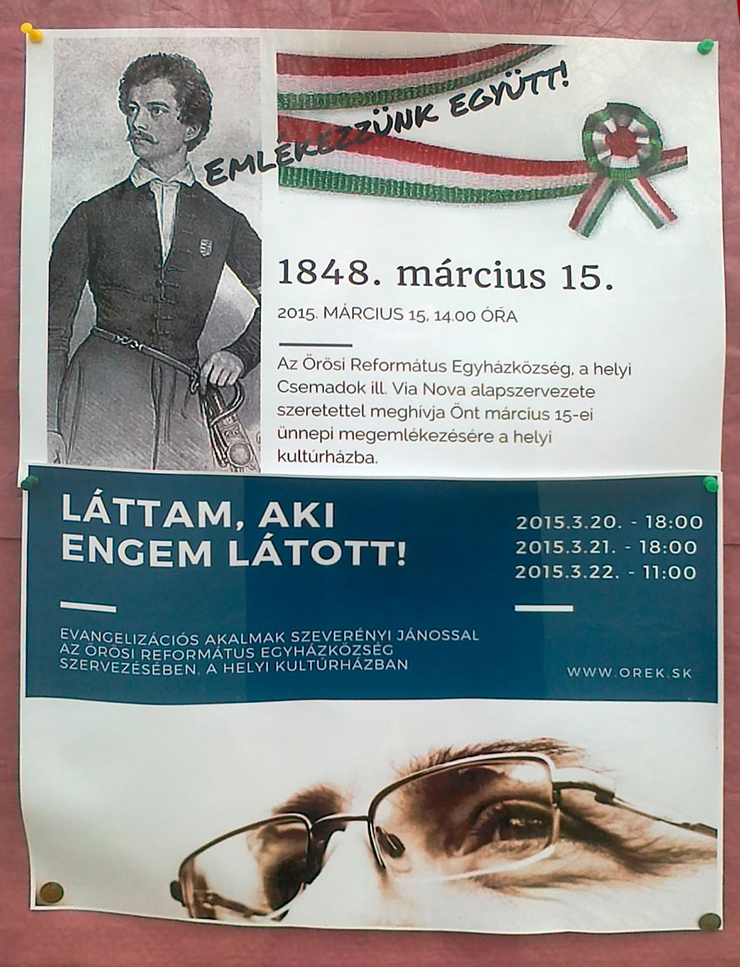 EMLÉKEZZÜNK EGYÜTT!
1848. március 15.
2015. MÁRCIUS 15, 14.00 ÓRA
Az Örösi Református Egyházközség, a helyi
Csemadok ill. Via Nova alapszervezete
szeretettel meghívja Önt március 15-ei
ünnepi megemlékezésére a helyi
kultúrházba.
LÁTTAM, AKI
ENGEM LÁTOTT!
2015.3.20. - 18:00
2015.3.21. - 18:00
2015.3.22. - 11:00
EVANGELIZÁCIÓS AKALMAK SZEVERÉNYI JÁNOSSAL
AZ ÖRÖSI REFORMÁTUS EGYHÁZKÖZSÉG
SZERVEZÉSÉBEN, A HELYI KULTÚRHÁZBAN
WWW.OREK.SK